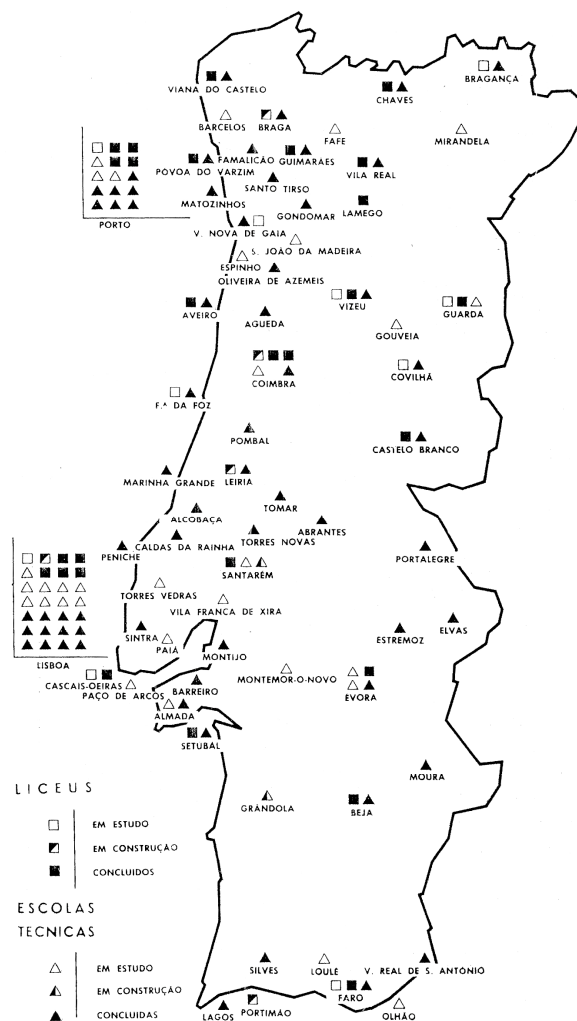 BRAGANÇA
VIANA DO CASTELO
CHAVES
BARCELOS
BRAGA
FAFE
MIRANDELA
FAMALICÃO
GUIMARAES
POVOA DO VARZIM
VILA REAL
SANTO TIRSO
MATOZINHOS
GONDOMAR
LAMEGO
PORTO
V. NOVA DE GAIA
S. JOÃO DA MADEIRA
ESPINHO
OLIVEIRA DE AZEMEIS
AVEIRO
VIZEU
GUARDA
AGUEDA
GOUVEIA
COIMBRA
COVILHÃ
F.ᴬ DA FOZ
POMBAL
CASTELO BRANCO
MARINHA GRANDE
LEIRIA
TOMAR
ALCOBAÇA
ABRANTES
CALDAS DA RAINHA
TORRES NOVAS
PENICHE
PORTALEGRE
SANTARÉM
TORRES VEDRAS
VILA FRANCA DE XIRA
SINTRA
PAIÃ
ESTREMOZ
ELVAS
LISBOA
MONTIJO
CASCAIS-OEIRAS
PAÇO DE ARCOS
BARREIRO
MONTEMOR-O-NOVO
EVORA
ALMADA
SETUBAL
MOURA
LICEUS
GRÂNDOLA
BEJA
EM ESTUDO
EM CONSTRUÇÃO
CONCLUIDOS
ESCOLAS
TECNICAS
EM ESTUDO
EM CONSTRUÇÃO
CONCLUIDAS
SILVES
LOULE
V. REAL DE S. ANTÓNIO
FARO
LAGOS
PORTIMÃO
OLHÃO